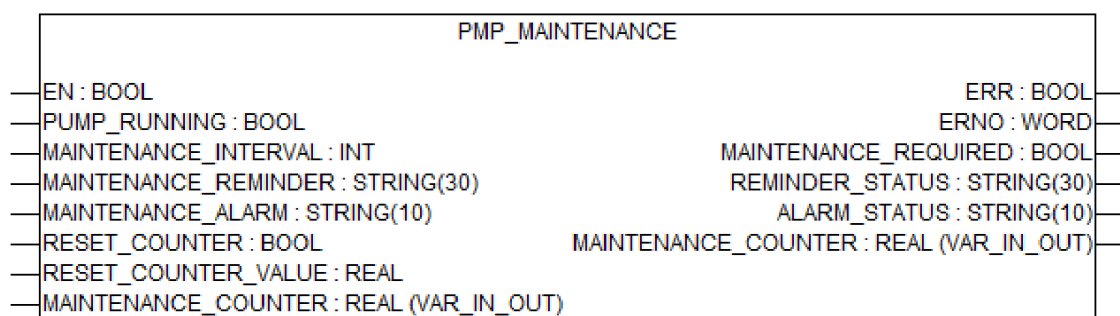 PMP_MAINTENANCE
EN : BOOL ERR : BOOL
PUMP_RUNNING : BOOL ERNO : WORD
MAINTENANCE_INTERVAL : INT MAINTENANCE_REQUIRED : BOOL
MAINTENANCE_REMINDER : STRING(30) REMINDER_STATUS : STRING(30)
MAINTENANCE_ALARM : STRING(10) ALARM_STATUS : STRING(10)
RESET_COUNTER : BOOL MAINTENANCE_COUNTER : REAL (VAR_IN_OUT)
RESET_COUNTER_VALUE : REAL
MAINTENANCE_COUNTER : REAL (VAR_IN_OUT)